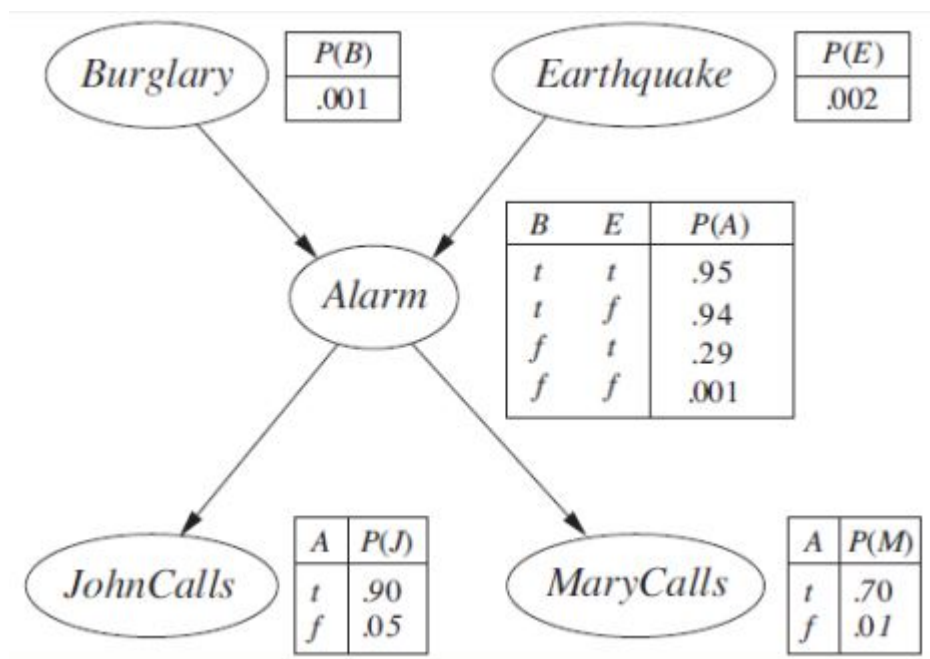 Burglary
P(B)
.001
Earthquake
P(E)
.002
B E P(A)
t t .95
t f .94
f t .29
f f .001
Alarm
JohnCalls
A P(J)
t .90
f .05
MaryCalls
A P(M)
t .70
f .01